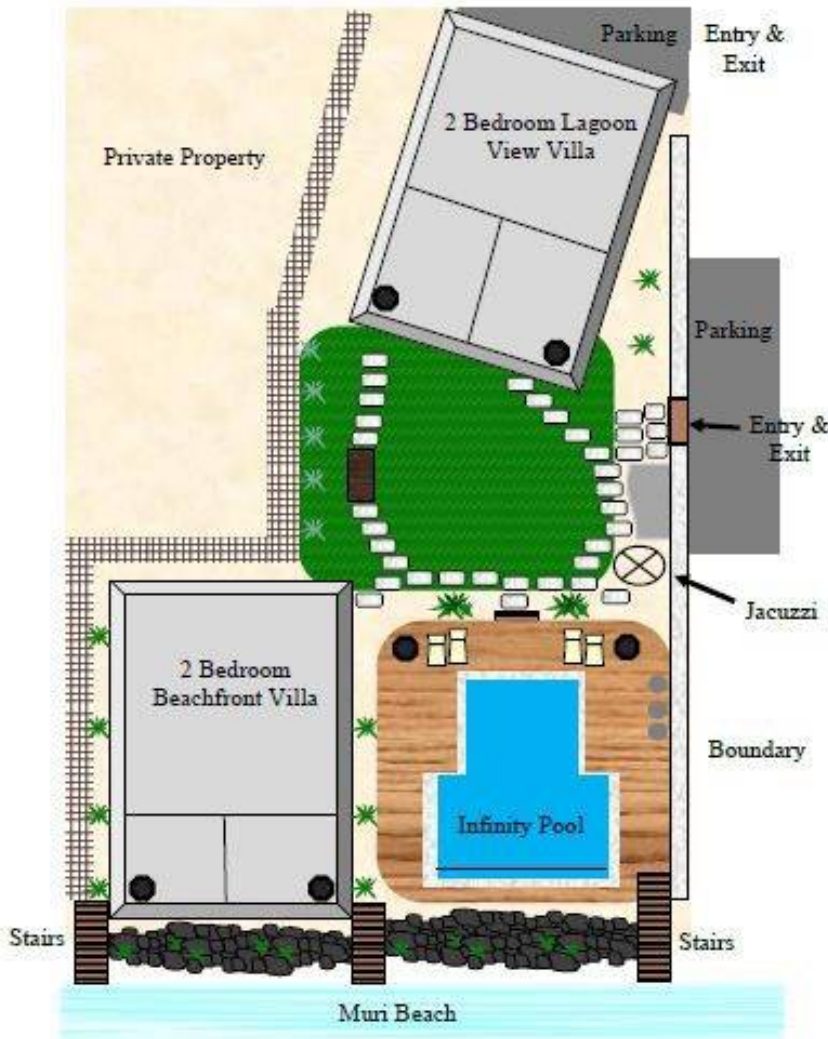 Parking
Entry &
Exit
2 Bedroom Lagoon
View Villa
Private Property
Parking
Entry &
Exit
Jacuzzi
2 Bedroom
Beachfront Villa
Boundary
Infinity Pool
Stairs
Stairs
Muri Beach